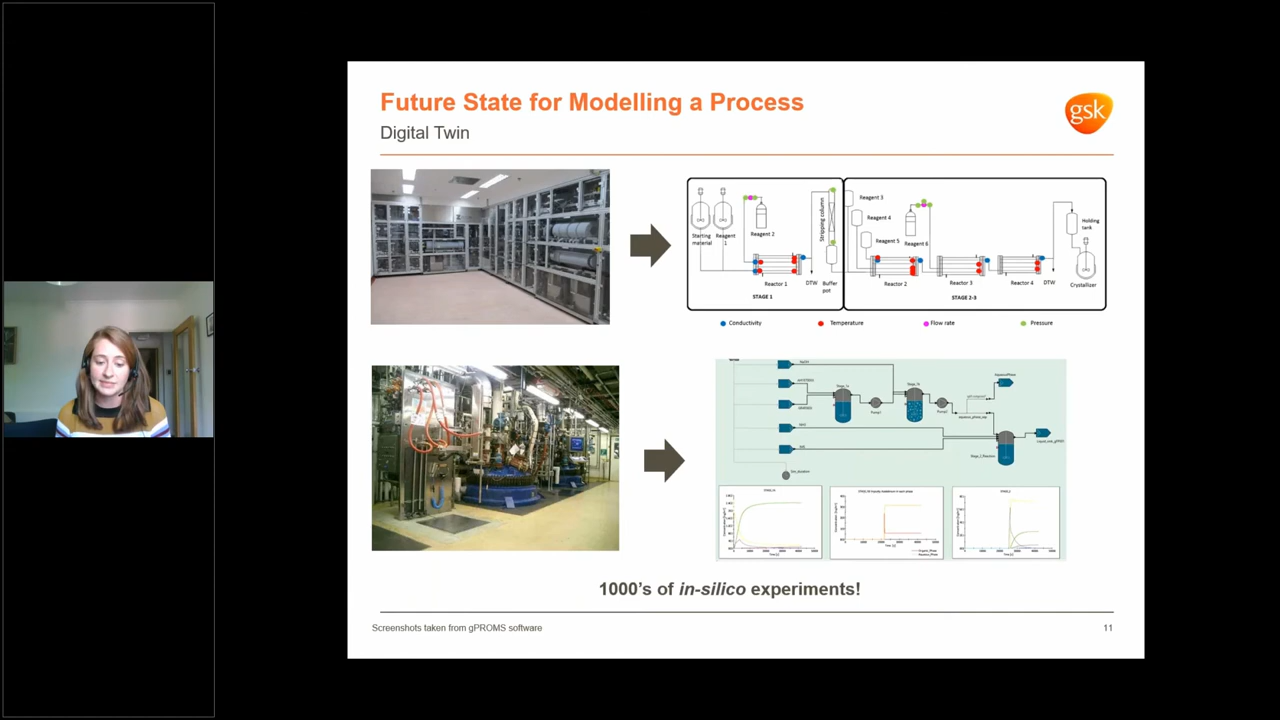 Future State for Modelling a Process
Digital Twin
gsk
Starting
material
Reagent
1
Reagent 2
Reactor 1
DTW
Stripping column
Buffer
pot
STAGE 1
Reagent 3
Reagent 4
Reagent 5
Reagent 6
Reactor 2
Reactor 3
Reactor 4
DTW
Holding
tank
Crystallizer
STAGE 2-3
Conductivity
Temperature
Flow rate
Pressure
Pump1
Pump2
1000's of in-silico experiments!
Screenshots taken from gPROMS software
11